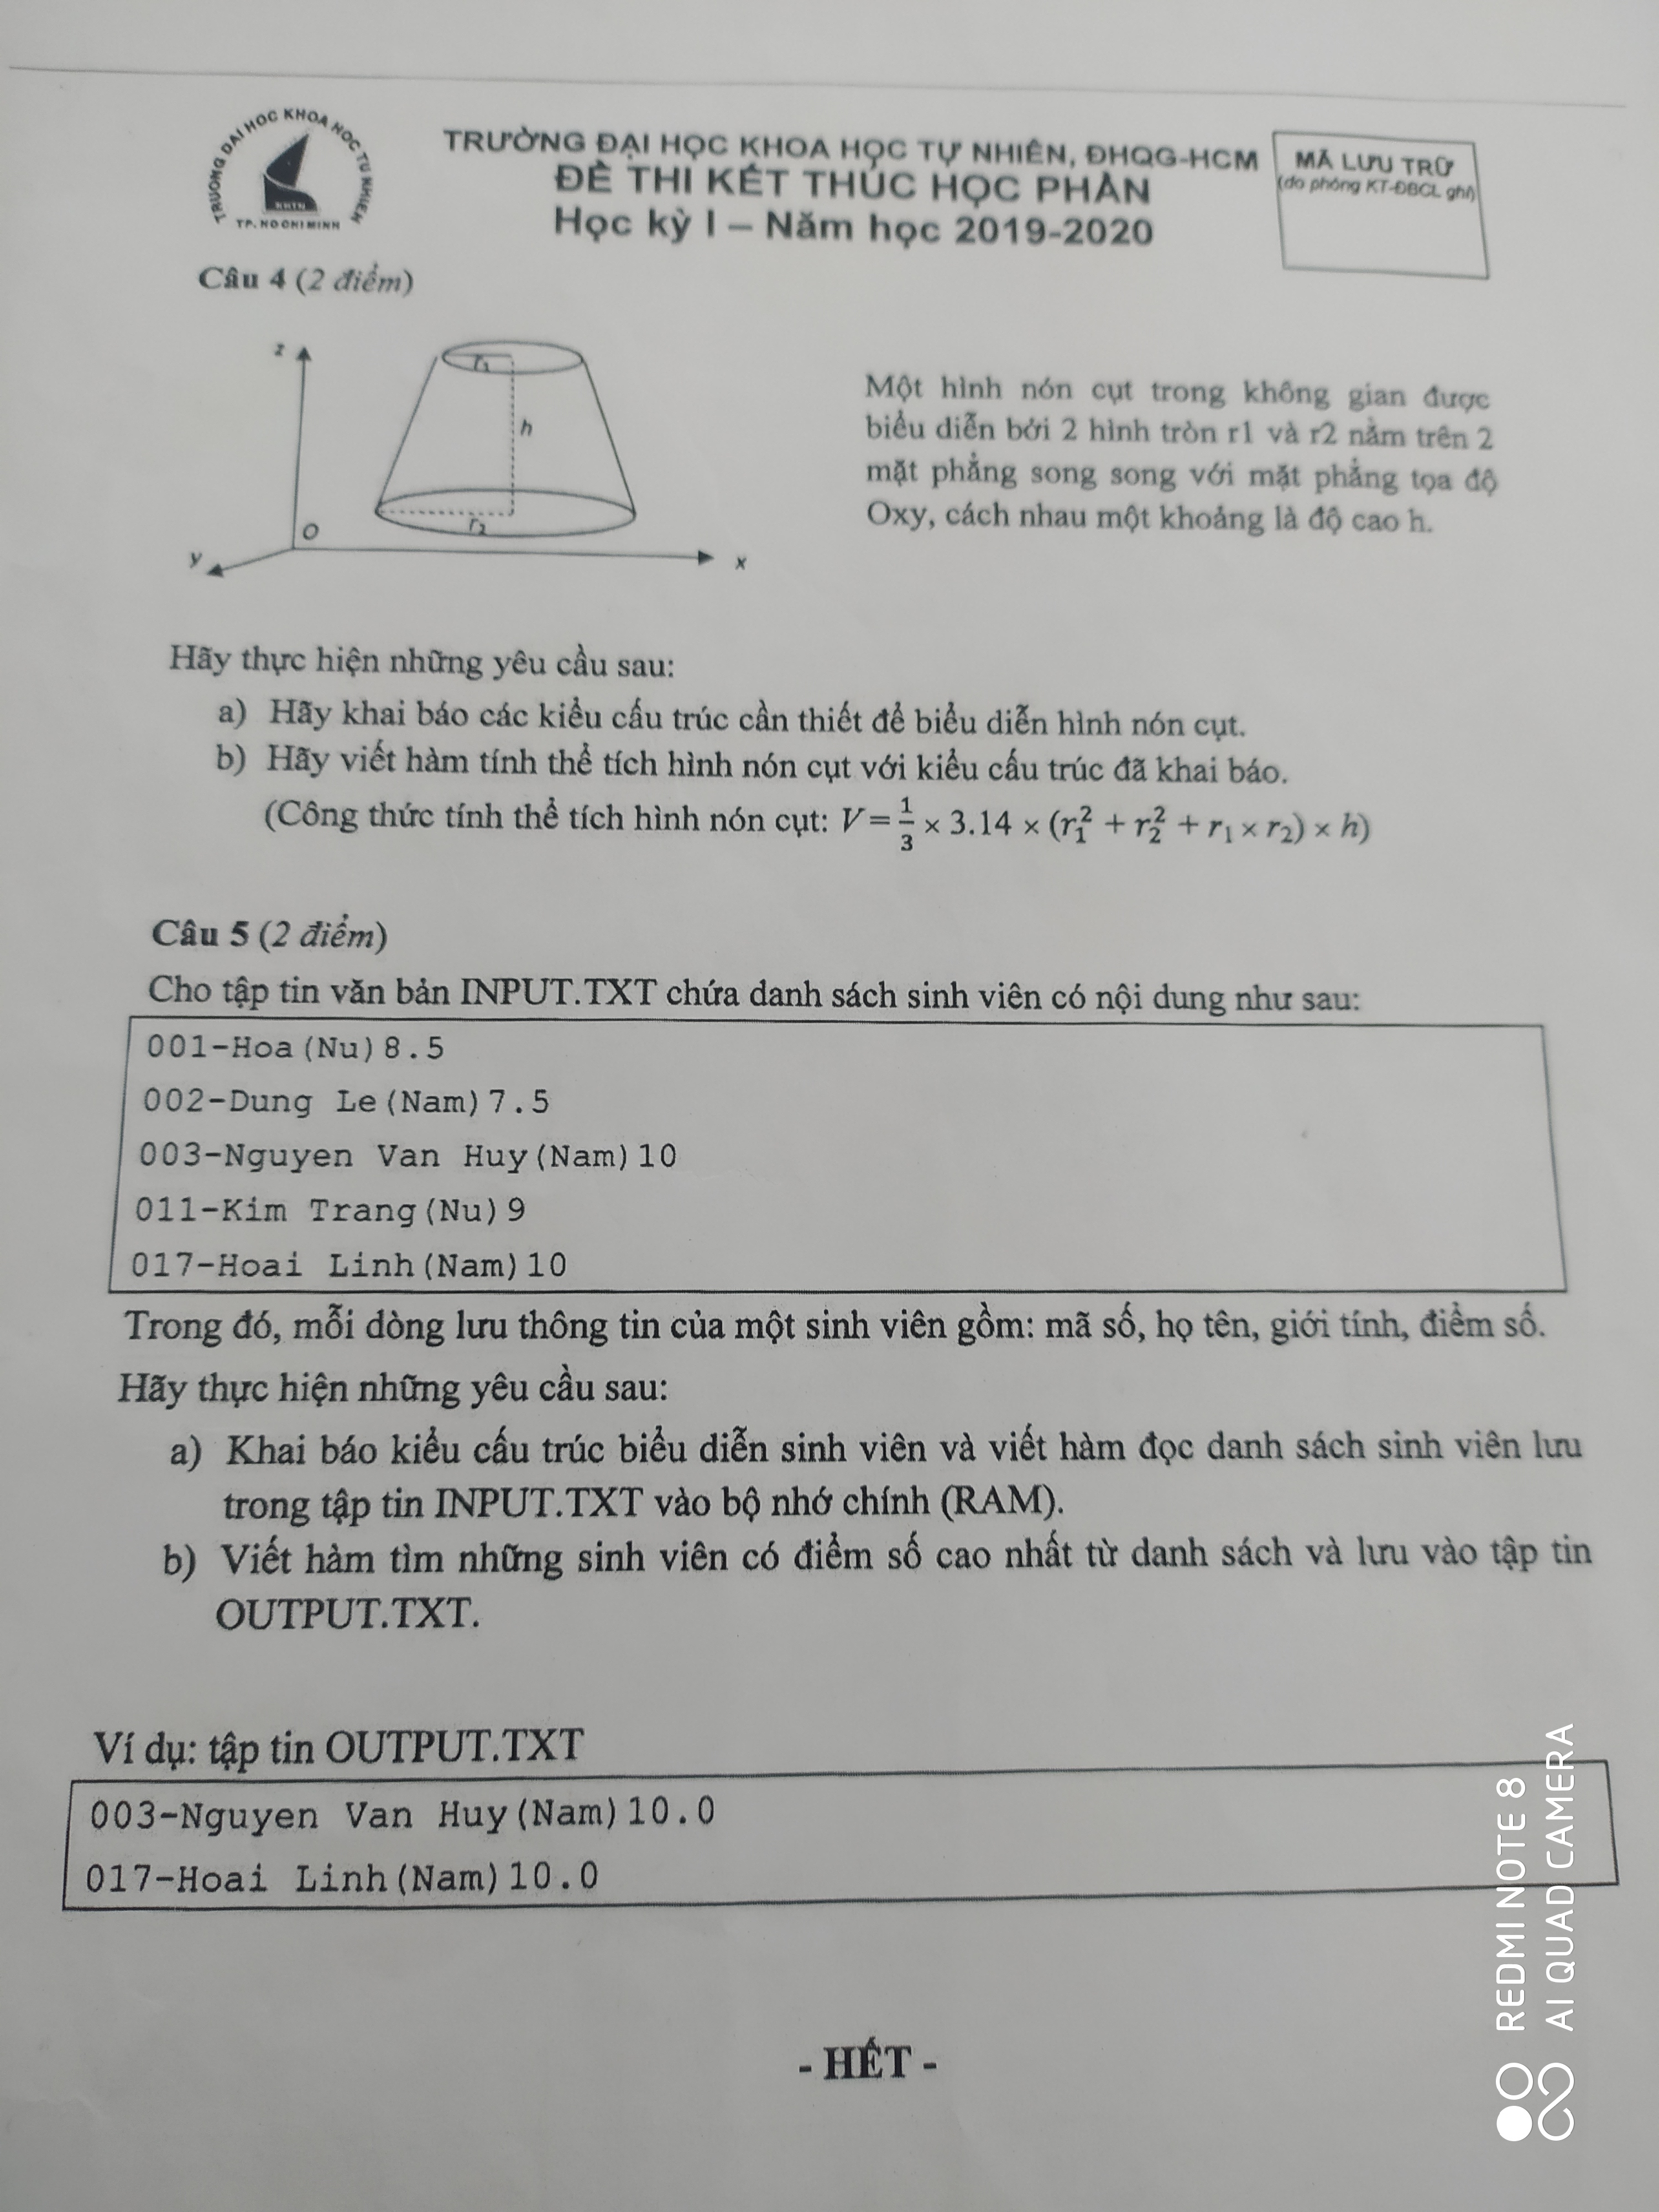 TRƯỜNG ĐẠI HỌC KHOA HỌC TỰ NHIÊN
TP. HO CHI MINH
TRƯỜNG ĐẠI HỌC KHOA HỌC TỰ NHIÊN, ĐHQG-HCM
ĐỀ THI KẾT THÚC HỌC PHẦN
Học kỳ I – Năm học 2019-2020
MÃ LƯU TRỮ
(do phòng KT-ĐBCL ghi)
Câu 4 (2 điểm)
z
r₁
h
r₂
O
y
x
Một hình nón cụt trong không gian được
biểu diễn bởi 2 hình tròn r1 và r2 nằm trên 2
mặt phẳng song song với mặt phẳng tọa độ
Oxy, cách nhau một khoảng là độ cao h.
Hãy thực hiện những yêu cầu sau:
a) Hãy khai báo các kiểu cấu trúc cần thiết để biểu diễn hình nón cụt.
b) Hãy viết hàm tính thể tích hình nón cụt với kiểu cấu trúc đã khai báo.
(Công thức tính thể tích hình nón cụt: V = 1/3 × 3.14 × (r₁² + r₂² + r₁ × r₂) × h)
Câu 5 (2 điểm)
Cho tập tin văn bản INPUT.TXT chứa danh sách sinh viên có nội dung như sau:
001-Hoa(Nu)8.5
002-Dung Le(Nam)7.5
003-Nguyen Van Huy(Nam)10
011-Kim Trang(Nu)9
017-Hoai Linh(Nam)10
Trong đó, mỗi dòng lưu thông tin của một sinh viên gồm: mã số, họ tên, giới tính, điểm số.
Hãy thực hiện những yêu cầu sau:
a) Khai báo kiểu cấu trúc biểu diễn sinh viên và viết hàm đọc danh sách sinh viên lưu
trong tập tin INPUT.TXT vào bộ nhớ chính (RAM).
b) Viết hàm tìm những sinh viên có điểm số cao nhất từ danh sách và lưu vào tập tin
OUTPUT.TXT.
Ví dụ: tập tin OUTPUT.TXT
003-Nguyen Van Huy(Nam)10.0
017-Hoai Linh(Nam)10.0
- HẾT -
REDMI NOTE 8
AI QUAD CAMERA